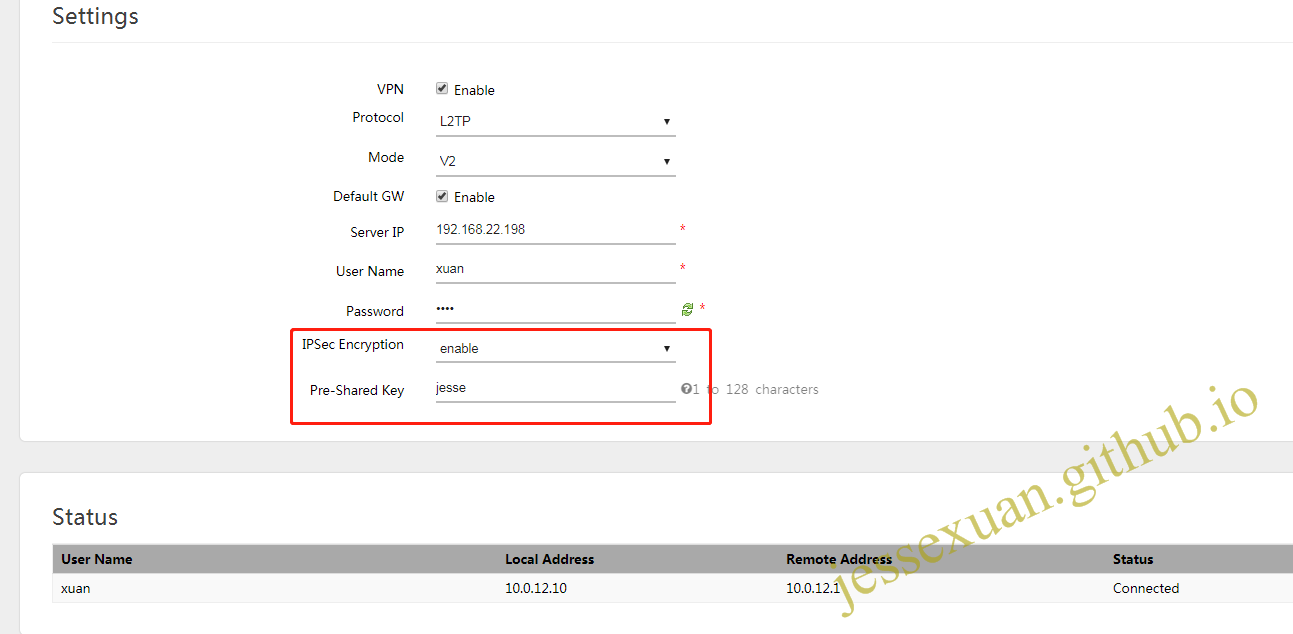 Settings
VPN Enable
Protocol L2TP
Mode V2
Default GW Enable
Server IP 192.168.22.198 *
User Name xuan *
Password •••• *
IPSec Encryption enable
Pre-Shared Key jesse 1 to 128 characters
jessexuan.github.io
Status
User Name Local Address Remote Address Status
xuan 10.0.12.10 10.0.12.1 Connected